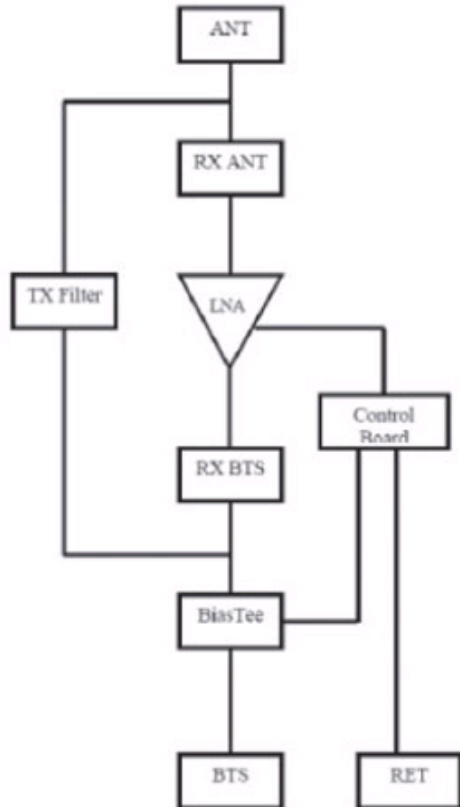 ANT
RX ANT
TX Filter
LNA
Control
Board
RX BTS
BiasTee
BTS
RET